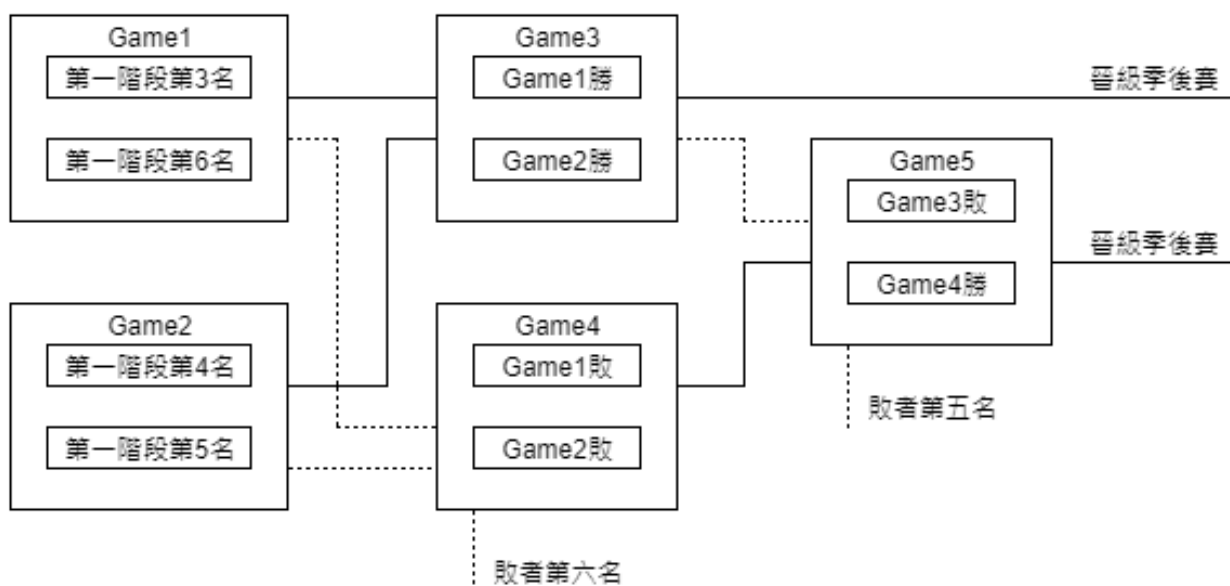 Game1
第一階段第3名
第一階段第6名
Game2
第一階段第4名
第一階段第5名
Game3
Game1勝
Game2勝
Game4
Game1敗
Game2敗
敗者第六名
Game5
Game3敗
Game4勝
敗者第五名
晉級季後賽
晉級季後賽